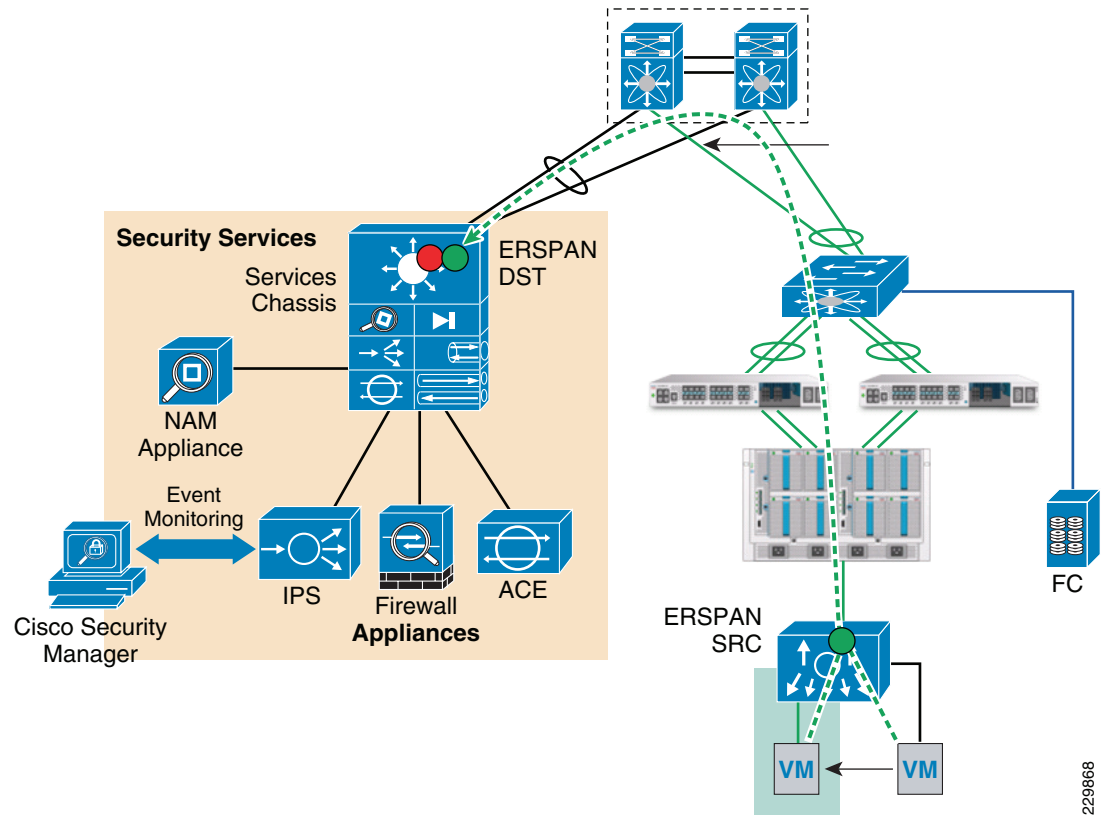 Security Services
Services
Chassis
ERSPAN
DST
NAM
Appliance
Event
Monitoring
IPS
Firewall
Appliances
ACE
Cisco Security
Manager
FC
ERSPAN
SRC
VM
VM
229868